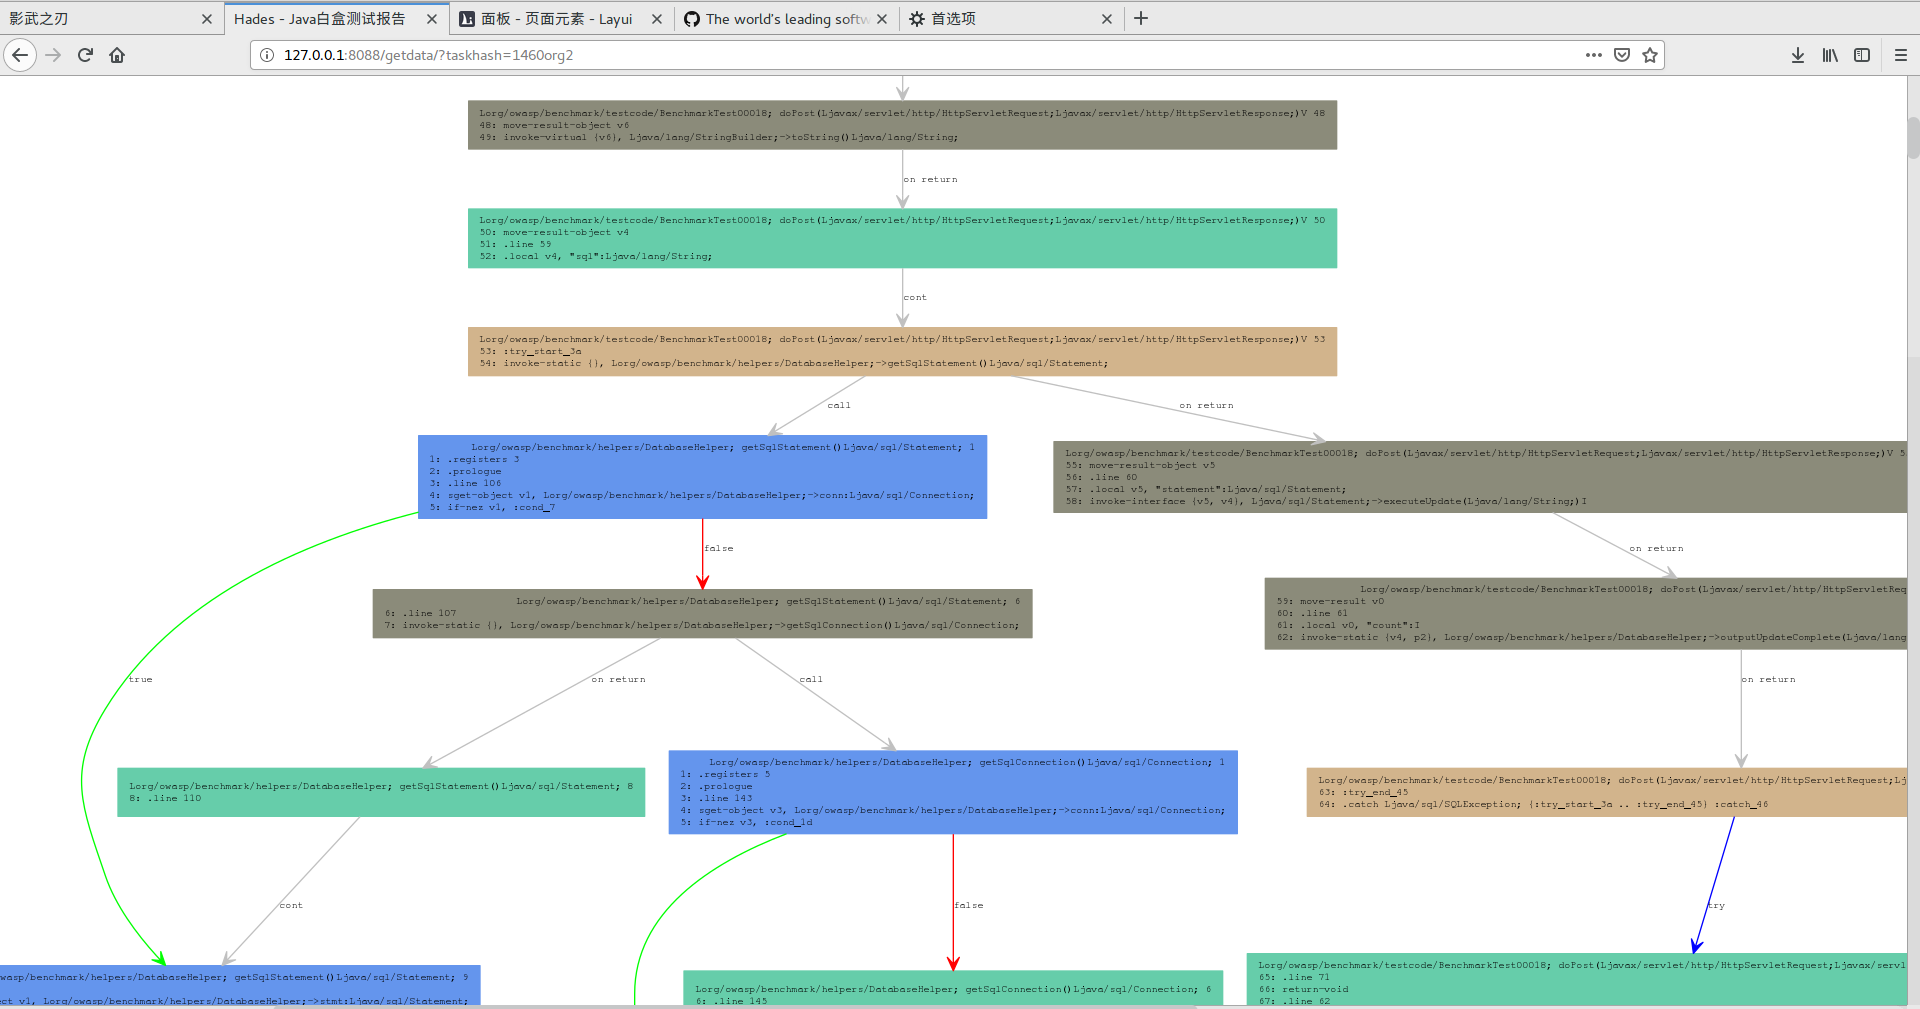 影武之刃
Hades - Java白盒测试报告
面板 - 页面元素 - Layui
The world's leading softw
首选项
127.0.0.1:8088/getdata/?taskhash=1460org2
Lorg/owasp/benchmark/testcode/BenchmarkTest00018; doPost(Ljavax/servlet/http/HttpServletRequest;Ljavax/servlet/http/HttpServletResponse;)V 48
48: move-result-object v6
49: invoke-virtual {v6}, Ljava/lang/StringBuilder;->toString()Ljava/lang/String;
on return
Lorg/owasp/benchmark/testcode/BenchmarkTest00018; doPost(Ljavax/servlet/http/HttpServletRequest;Ljavax/servlet/http/HttpServletResponse;)V 50
50: move-result-object v4
51: .line 59
52: .local v4, "sql":Ljava/lang/String;
cont
Lorg/owasp/benchmark/testcode/BenchmarkTest00018; doPost(Ljavax/servlet/http/HttpServletRequest;Ljavax/servlet/http/HttpServletResponse;)V 53
53: :try_start_3a
54: invoke-static {}, Lorg/owasp/benchmark/helpers/DatabaseHelper;->getSqlStatement()Ljava/sql/Statement;
call
on return
Lorg/owasp/benchmark/helpers/DatabaseHelper; getSqlStatement()Ljava/sql/Statement; 1
1: .registers 3
2: .prologue
3: .line 106
4: sget-object v1, Lorg/owasp/benchmark/helpers/DatabaseHelper;->conn:Ljava/sql/Connection;
5: if-nez v1, :cond_7
Lorg/owasp/benchmark/testcode/BenchmarkTest00018; doPost(Ljavax/servlet/http/HttpServletRequest;Ljavax/servlet/http/HttpServletResponse;)V 5
55: move-result-object v5
56: .line 60
57: .local v5, "statement":Ljava/sql/Statement;
58: invoke-interface {v5, v4}, Ljava/sql/Statement;->executeUpdate(Ljava/lang/String;)I
false
on return
Lorg/owasp/benchmark/helpers/DatabaseHelper; getSqlStatement()Ljava/sql/Statement; 6
6: .line 107
7: invoke-static {}, Lorg/owasp/benchmark/helpers/DatabaseHelper;->getSqlConnection()Ljava/sql/Connection;
Lorg/owasp/benchmark/testcode/BenchmarkTest00018; doPost(Ljavax/servlet/http/HttpServletReq
59: move-result v0
60: .line 61
61: .local v0, "count":I
62: invoke-static {v4, p2}, Lorg/owasp/benchmark/helpers/DatabaseHelper;->outputUpdateComplete(Ljava/lang
true
on return
call
on return
Lorg/owasp/benchmark/helpers/DatabaseHelper; getSqlStatement()Ljava/sql/Statement; 8
8: .line 110
Lorg/owasp/benchmark/helpers/DatabaseHelper; getSqlConnection()Ljava/sql/Connection; 1
1: .registers 5
2: .prologue
3: .line 143
4: sget-object v3, Lorg/owasp/benchmark/helpers/DatabaseHelper;->conn:Ljava/sql/Connection;
5: if-nez v3, :cond_1d
Lorg/owasp/benchmark/testcode/BenchmarkTest00018; doPost(Ljavax/servlet/http/HttpServletRequest;Lj
63: :try_end_45
64: .catch Ljava/sql/SQLException; {:try_start_3a .. :try_end_45} :catch_46
cont
false
try
wasp/benchmark/helpers/DatabaseHelper; getSqlStatement()Ljava/sql/Statement; 9
ct v1, Lorg/owasp/benchmark/helpers/DatabaseHelper;->stmt:Ljava/sql/Statement;
Lorg/owasp/benchmark/helpers/DatabaseHelper; getSqlConnection()Ljava/sql/Connection; 6
6: .line 145
Lorg/owasp/benchmark/testcode/BenchmarkTest00018; doPost(Ljavax/servlet/http/HttpServletRequest;Ljavax/servl
65: .line 71
66: return-void
67: .line 62